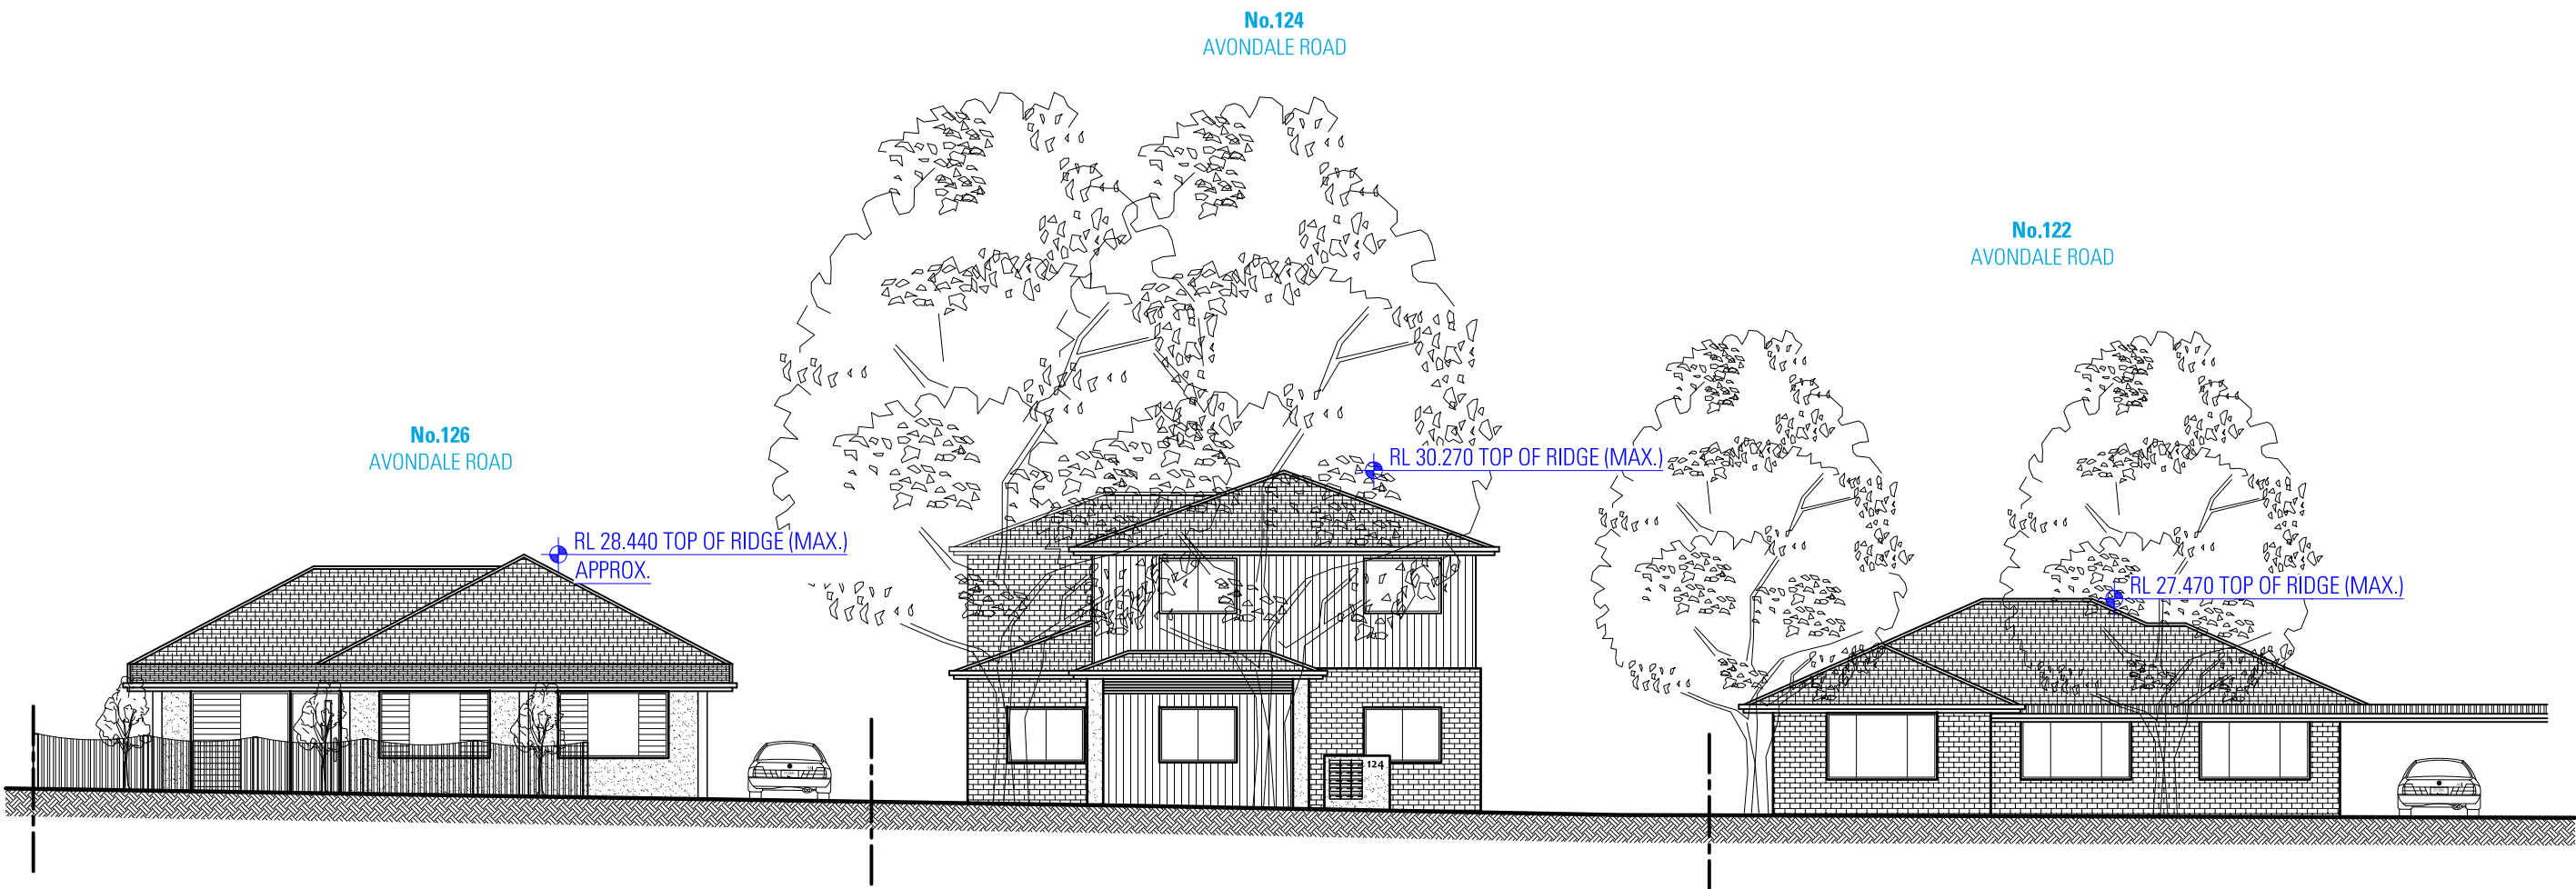 No.124
AVONDALE ROAD
No.122
AVONDALE ROAD
No.126
AVONDALE ROAD
RL 30.270 TOP OF RIDGE (MAX.)
RL 28.440 TOP OF RIDGE (MAX.)
APPROX.
RL 27.470 TOP OF RIDGE (MAX.)
124